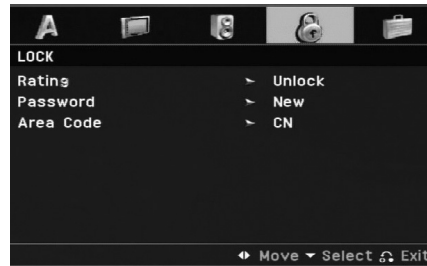 LOCK
Rating ➤ Unlock
Password ➤ New
Area Code ➤ CN
Move Select Exit